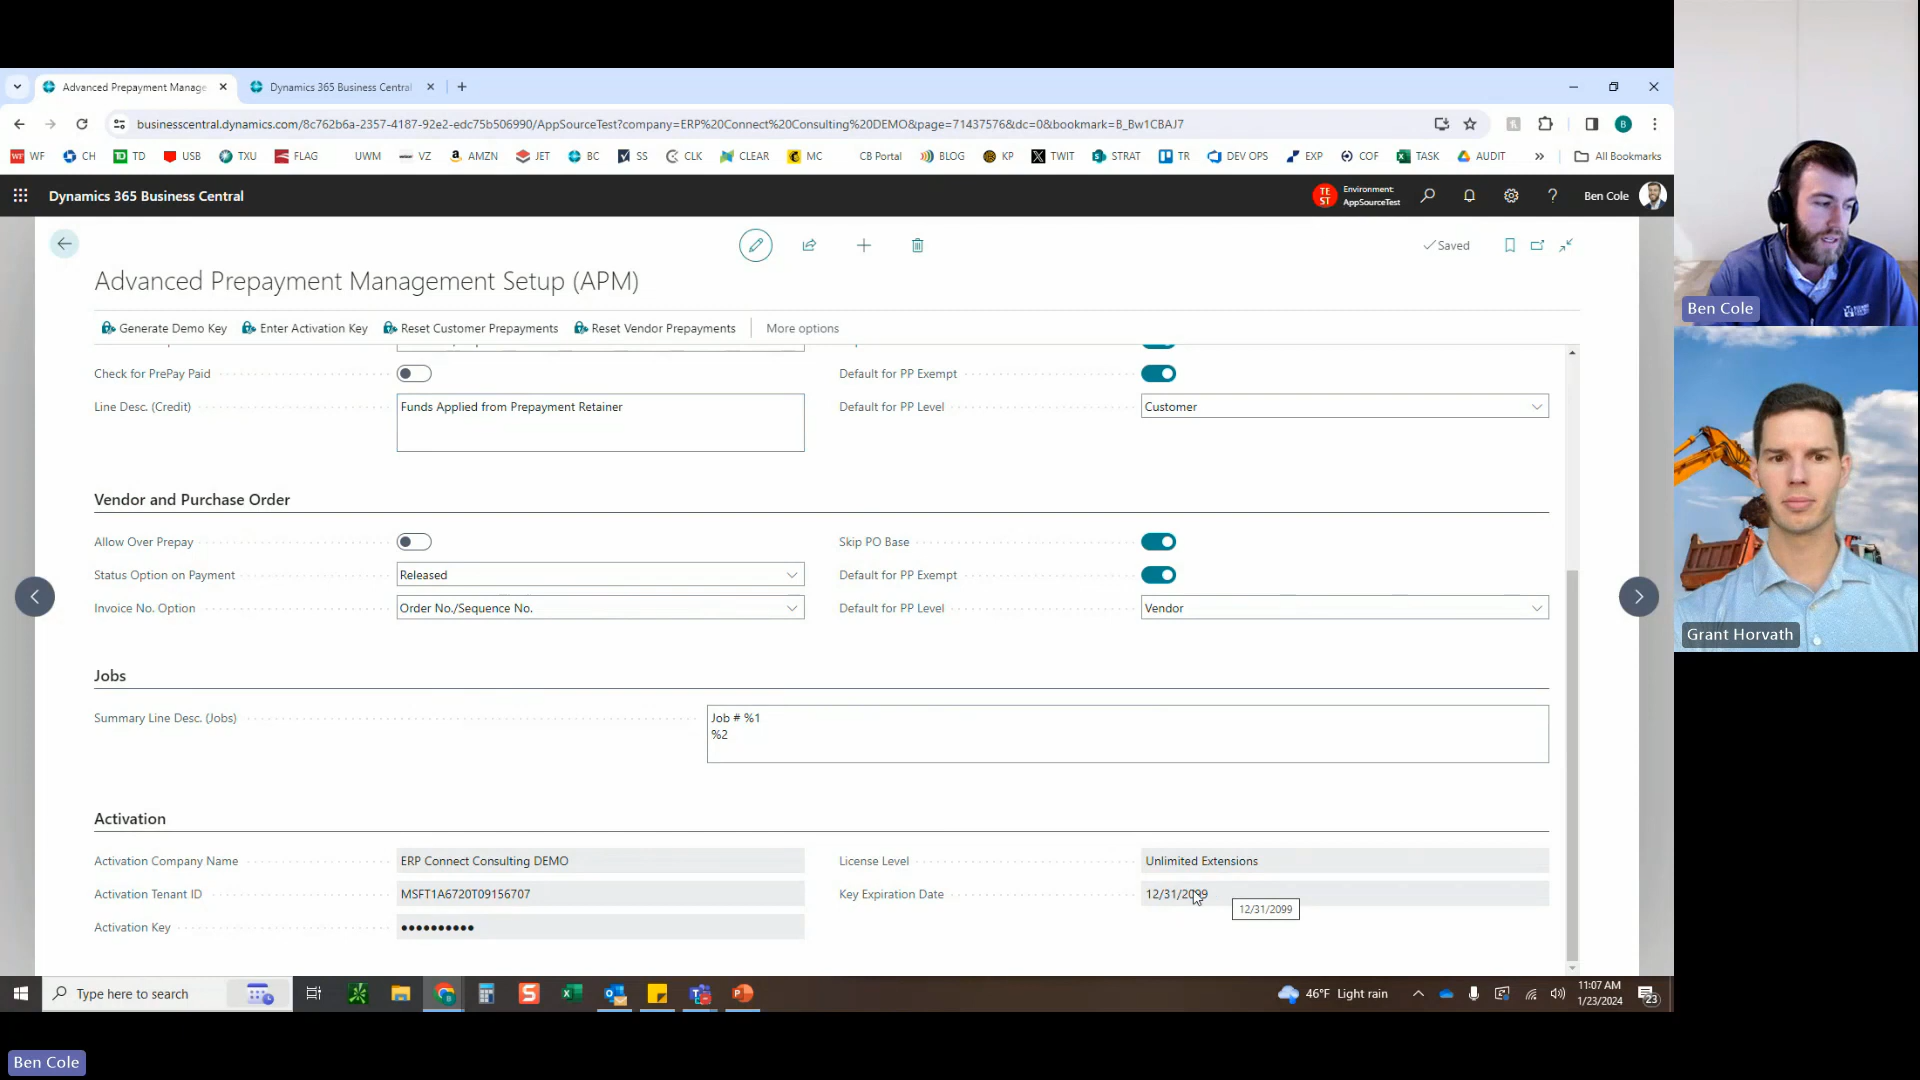 Advanced Prepayment Manage
Dynamics 365 Business Central
businesscentral.dynamics.com/8c762b6a-2357-4187-92e2-edc75b506990/AppSourceTest?company=ERP%20Connect%20Consulting%20DEMO&page=71437576&dc=0&bookmark=B_Bw1CBAJ7
B
WF
WF CH TD TD USB TXU FLAG UWM VZ AMZN JET BC SS CLK CLEAR MC CB Portal BLOG KP TWIT STRAT TR DEV OPS EXP COF TASK AUDIT » All Bookmarks
Dynamics 365 Business Central
TE
ST
Environment:
AppSourceTest
Ben Cole
Saved
Advanced Prepayment Management Setup (APM)
Generate Demo Key Enter Activation Key Reset Customer Prepayments Reset Vendor Prepayments More options
Check for PrePay Paid
Default for PP Exempt
Line Desc. (Credit) Funds Applied from Prepayment Retainer
Default for PP Level Customer
Vendor and Purchase Order
Allow Over Prepay
Skip PO Base
Status Option on Payment Released
Default for PP Exempt
Invoice No. Option Order No./Sequence No.
Default for PP Level Vendor
Jobs
Summary Line Desc. (Jobs) Job # %1
%2
Activation
Activation Company Name ERP Connect Consulting DEMO
License Level Unlimited Extensions
Activation Tenant ID MSFT1A6720T09156707
Key Expiration Date 12/31/2099
12/31/2099
Activation Key ●●●●●●●●●●
Type here to search
46°F Light rain
11:07 AM
1/23/2024
23
Ben Cole
Grant Horvath
Ben Cole